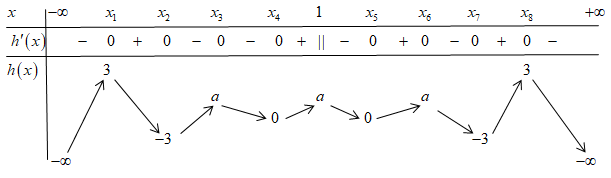 x −∞ x₁ x₂ x₃ x₄ 1 x₅ x₆ x₇ x₈ +∞
h′(x) − 0 + 0 − 0 − 0 + || − 0 + 0 − 0 + 0 −
h(x) 3 3
a a a
0 0
−3 −3
−∞ −∞